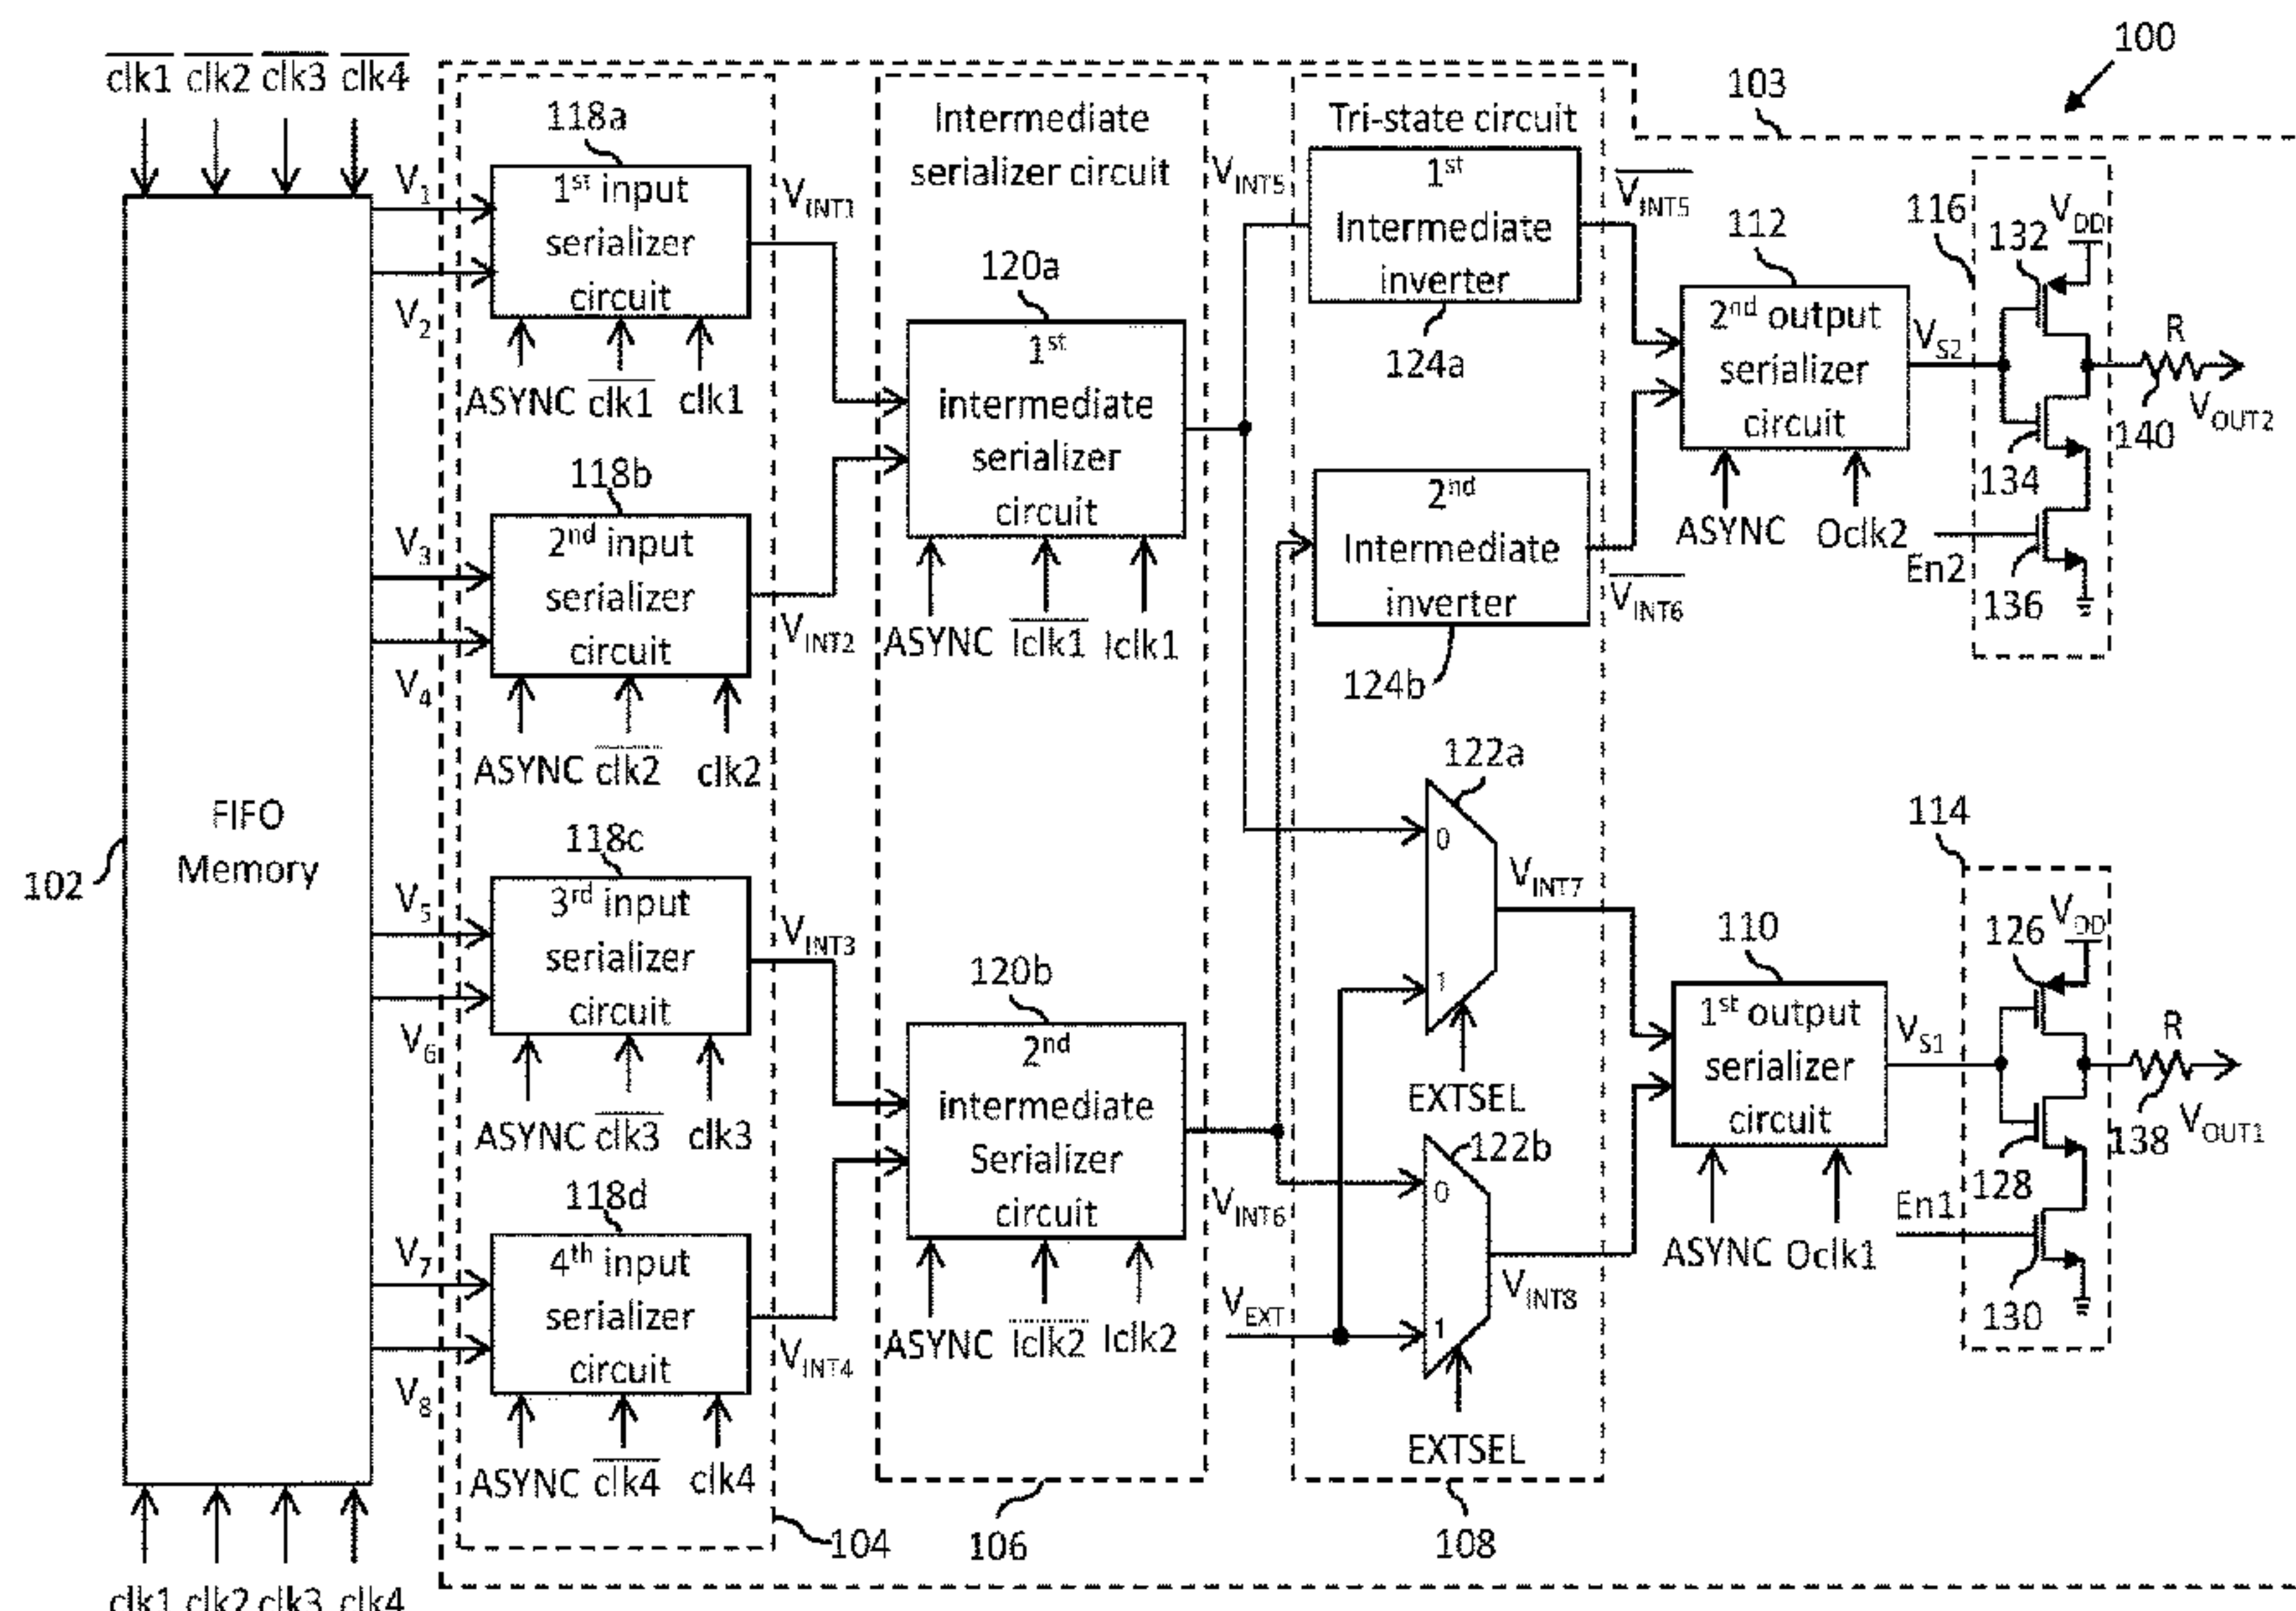 100
clk1 clk2 clk3 clk4
103
118a
Intermediate
serializer circuit
Tri-state circuit
V1
1st input
serializer
circuit
VINT1
VINT5
1st
Intermediate
inverter
VINT5
116
VDD
132
112
V2
120a
124a
2nd output
serializer
circuit
VS2
R
VOUT2
140
ASYNC clk1 clk1
1st
intermediate
serializer
circuit
118b
134
V3
2nd input
serializer
circuit
2nd
Intermediate
inverter
ASYNC Oclk2
En2
136
VINT6
VINT2
ASYNC Iclk1 Iclk1
V4
124b
ASYNC clk2 clk2
122a
FIFO
Memory
102
118c
0
114
V5
3rd input
serializer
circuit
VINT3
VINT7
126
VDD
110
120b
1
1st output
serializer
circuit
VS1
R
V6
2nd
intermediate
Serializer
circuit
EXTSEL
138
VOUT1
ASYNC clk3 clk3
122b
128
118d
0
VINT6
En1
V7
4th input
serializer
circuit
ASYNC Oclk1
VINT8
VEXT
1
130
ASYNC Iclk2 Iclk2
VINT4
V8
EXTSEL
ASYNC clk4 clk4
104
106
108
clk1 clk2 clk3 clk4